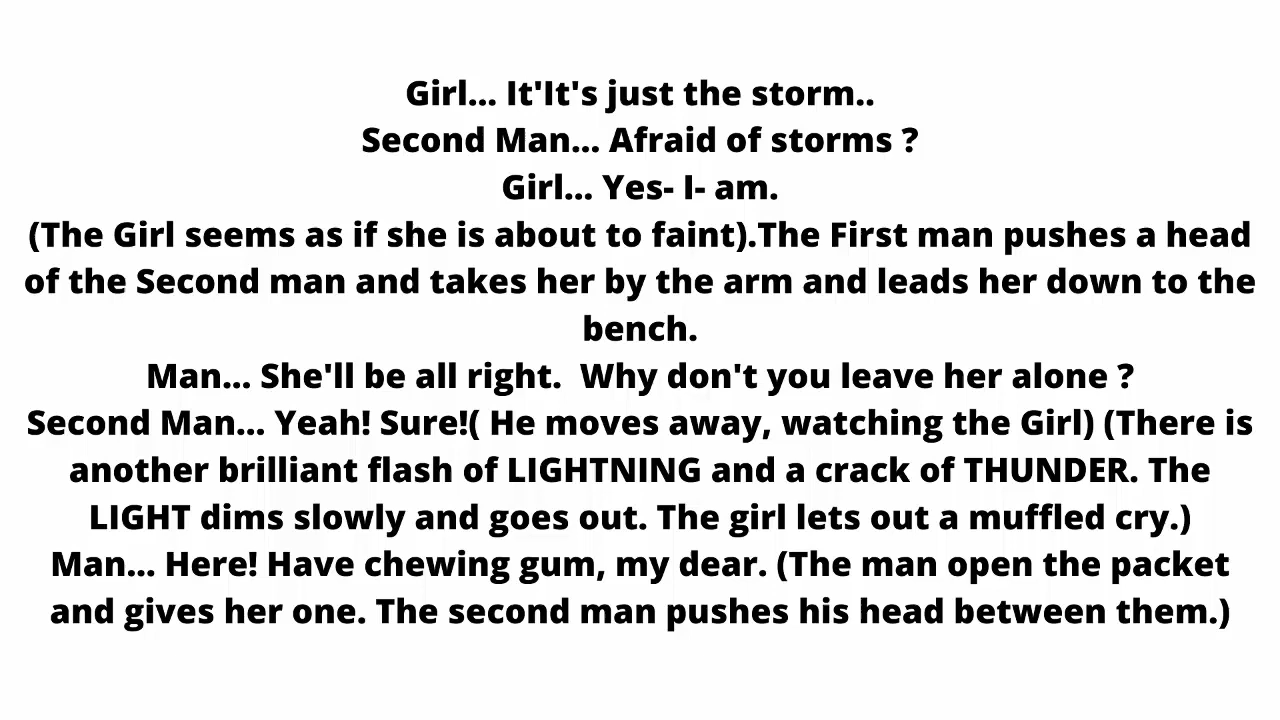 Girl... It'It's just the storm..
Second Man... Afraid of storms ?
Girl... Yes- I- am.
(The Girl seems as if she is about to faint).The First man pushes a head
of the Second man and takes her by the arm and leads her down to the
bench.
Man... She'll be all right.  Why don't you leave her alone ?
Second Man... Yeah! Sure!( He moves away, watching the Girl) (There is
another brilliant flash of LIGHTNING and a crack of THUNDER. The
LIGHT dims slowly and goes out. The girl lets out a muffled cry.)
Man... Here! Have chewing gum, my dear. (The man open the packet
and gives her one. The second man pushes his head between them.)